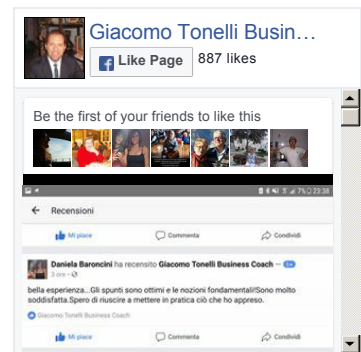 Giacomo Tonelli Busin…
Like Page
887 likes
Be the first of your friends to like this
7% 23:38
Recensioni
Mi piace Commenta Condividi
Daniela Baroncini ha recensito Giacomo Tonelli Business Coach –
3 ore
bella esperienza...Gli spunti sono ottimi e le nozioni fondamentali!Sono molto
soddisfatta.Spero di riuscire a mettere in pratica ciò che ho appreso.
Giacomo Tonelli Business Coach
Mi piace Commenta Condividi